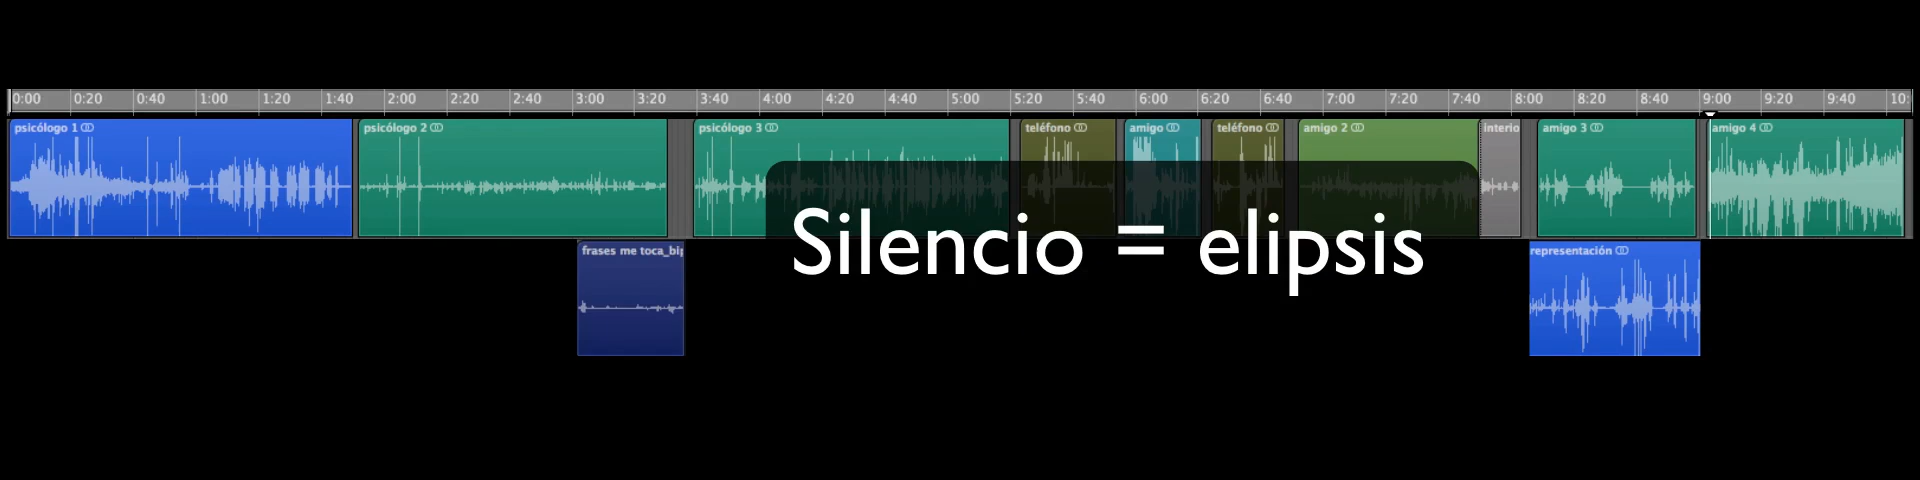 0:00 0:20 0:40 1:00 1:20 1:40 2:00 2:20 2:40 3:00 3:20 3:40 4:00 4:20 4:40 5:00 5:20 5:40 6:00 6:20 6:40 7:00 7:20 7:40 8:00 8:20 8:40 9:00 9:20 9:40 10:
psicólogo 1 psicólogo 2 psicólogo 3 teléfono amigo teléfono amigo 2 interio amigo 3 amigo 4
Silencio = elipsis
frases me toca_bip representación